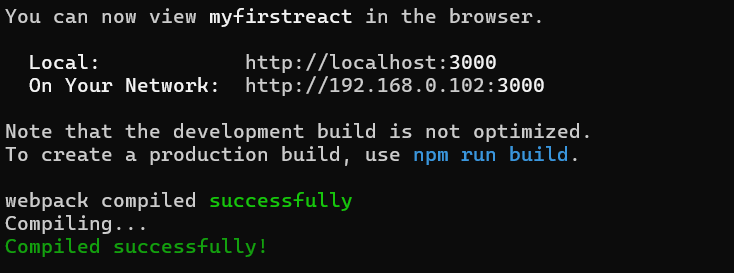 You can now view myfirstreact in the browser.
Local: http://localhost:3000
On Your Network: http://192.168.0.102:3000
Note that the development build is not optimized.
To create a production build, use npm run build.
webpack compiled successfully
Compiling...
Compiled successfully!